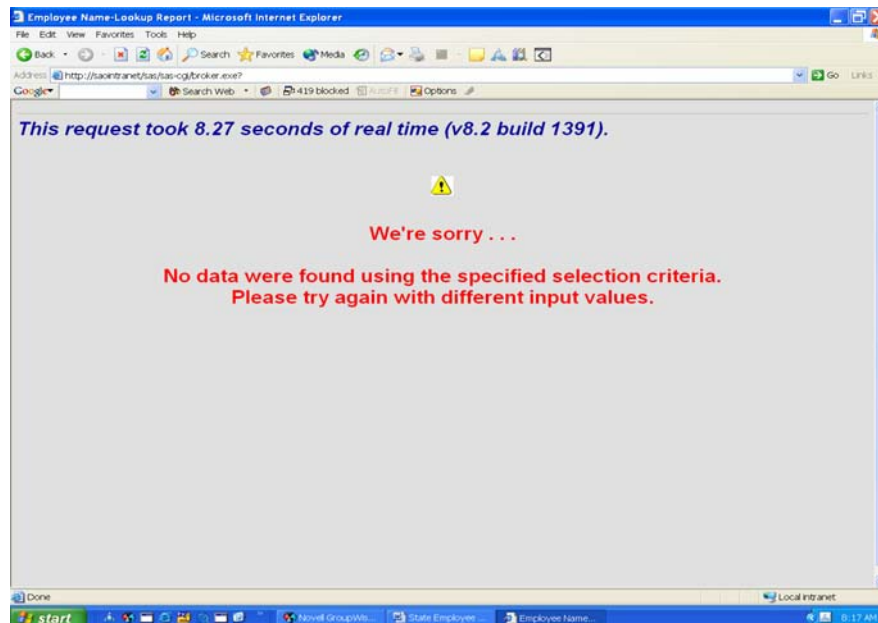 Employee Name-Lookup Report - Microsoft Internet Explorer
File Edit View Favorites Tools Help
Back Search Favorites Media
Address http://saointranet/sas/sas-cgi/broker.exe? Go Links
Google Search Web 419 blocked AutoFill Options
This request took 8.27 seconds of real time (v8.2 build 1391).
We're sorry . . .
No data were found using the specified selection criteria.
Please try again with different input values.
Done Local intranet
start Novell GroupWis... State Employee ... Employee Name... 8:17 AM